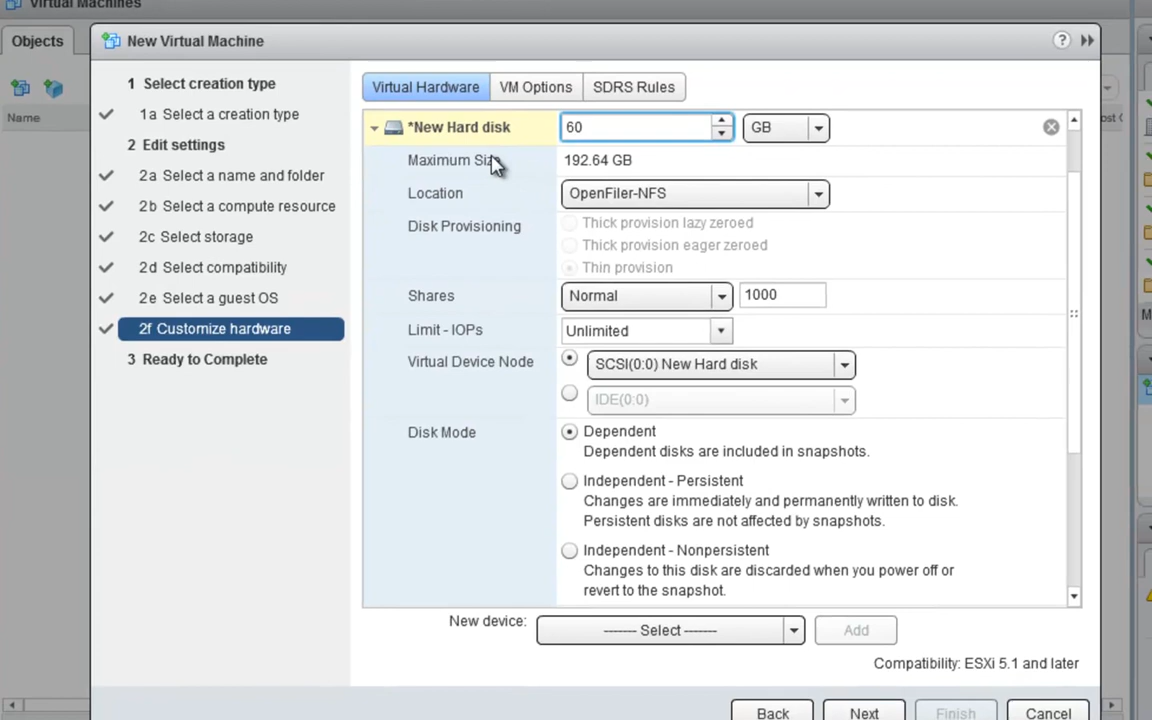 Virtual Machines
Objects
Name
New Virtual Machine
?
1 Select creation type
1a Select a creation type
2 Edit settings
2a Select a name and folder
2b Select a compute resource
2c Select storage
2d Select compatibility
2e Select a guest OS
2f Customize hardware
3 Ready to Complete
Virtual Hardware
VM Options
SDRS Rules
*New Hard disk
60
GB
Maximum Size
192.64 GB
Location
OpenFiler-NFS
Disk Provisioning
Thick provision lazy zeroed
Thick provision eager zeroed
Thin provision
Shares
Normal
1000
Limit - IOPs
Unlimited
Virtual Device Node
SCSI(0:0) New Hard disk
IDE(0:0)
Disk Mode
Dependent
Dependent disks are included in snapshots.
Independent - Persistent
Changes are immediately and permanently written to disk.
Persistent disks are not affected by snapshots.
Independent - Nonpersistent
Changes to this disk are discarded when you power off or
revert to the snapshot.
New device:
------- Select -------
Add
Compatibility: ESXi 5.1 and later
Back
Next
Finish
Cancel